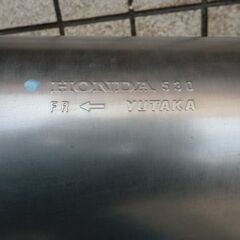 HONDA 530
FR ← YUTAKA